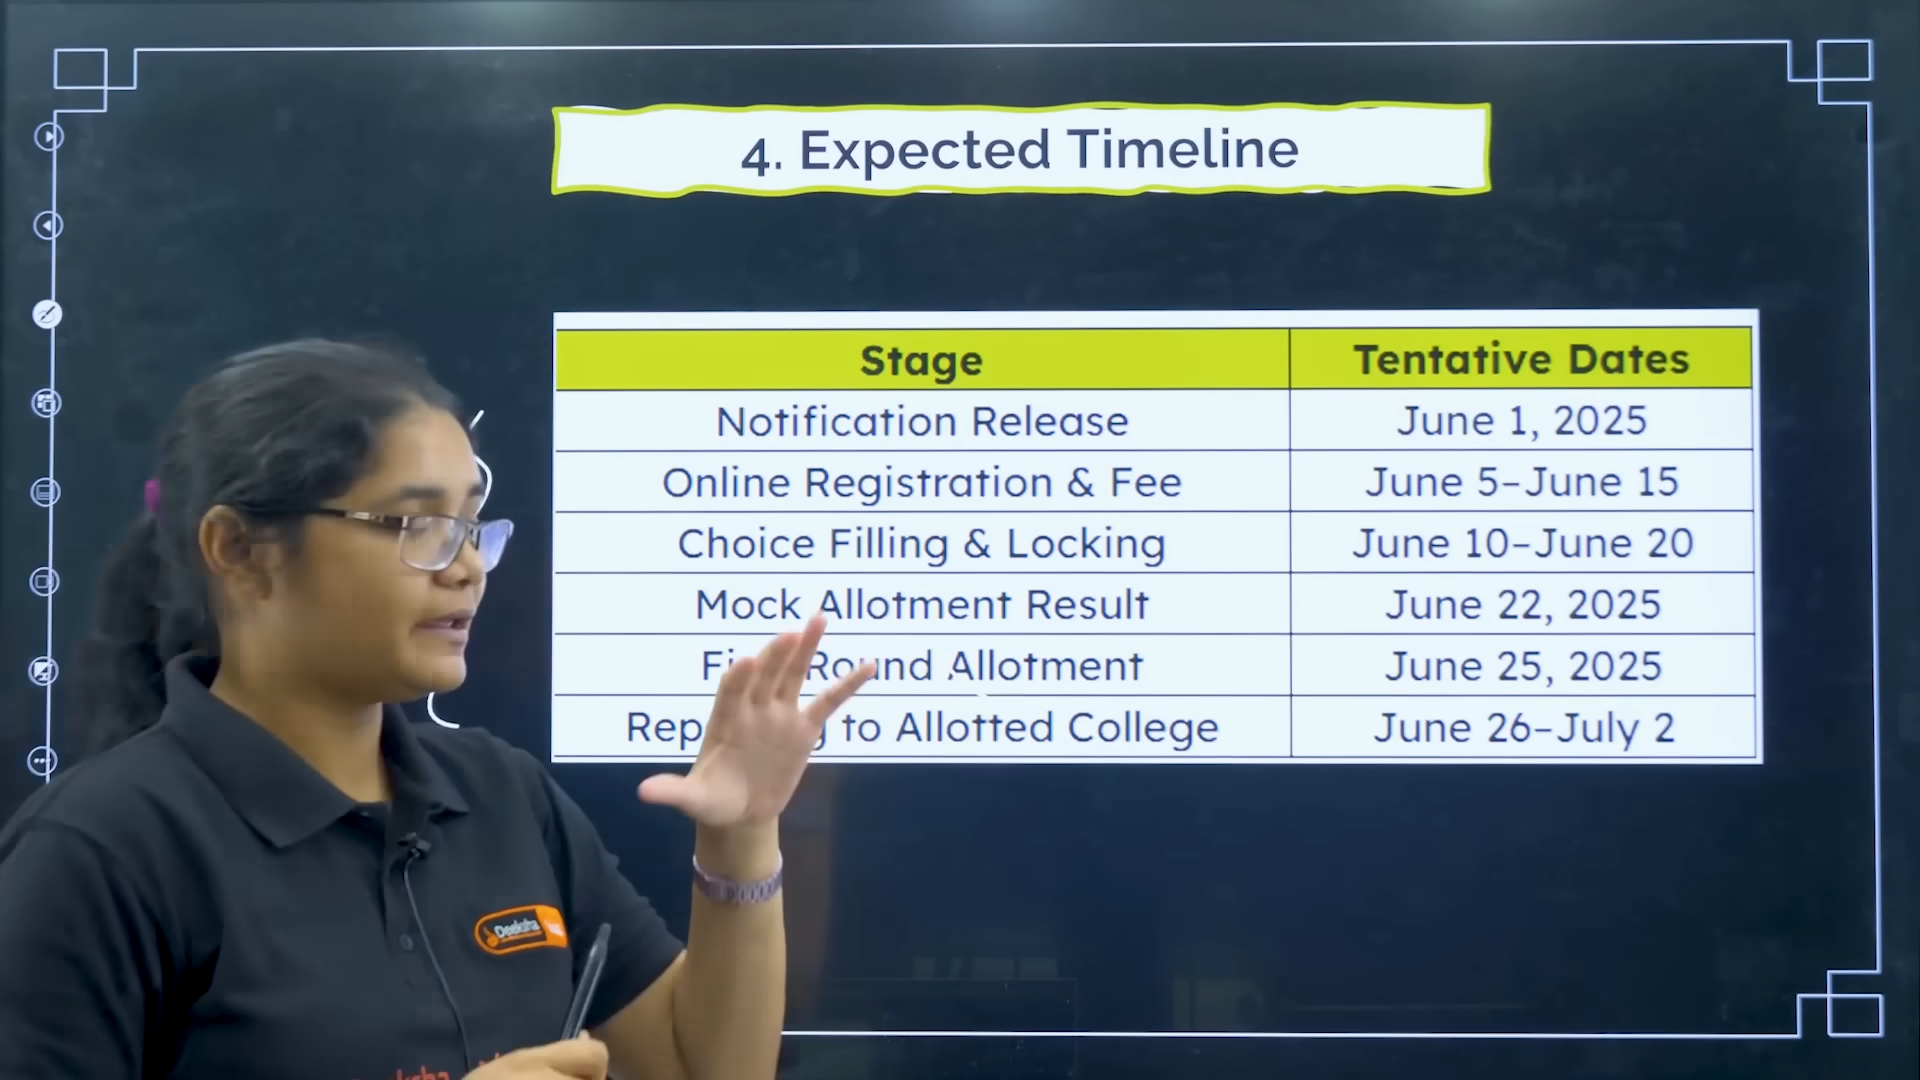 4. Expected Timeline
Stage Tentative Dates
Notification Release June 1, 2025
Online Registration & Fee June 5–June 15
Choice Filling & Locking June 10–June 20
Mock Allotment Result June 22, 2025
Round Allotment June 25, 2025
to Allotted College June 26–July 2
Deeksha